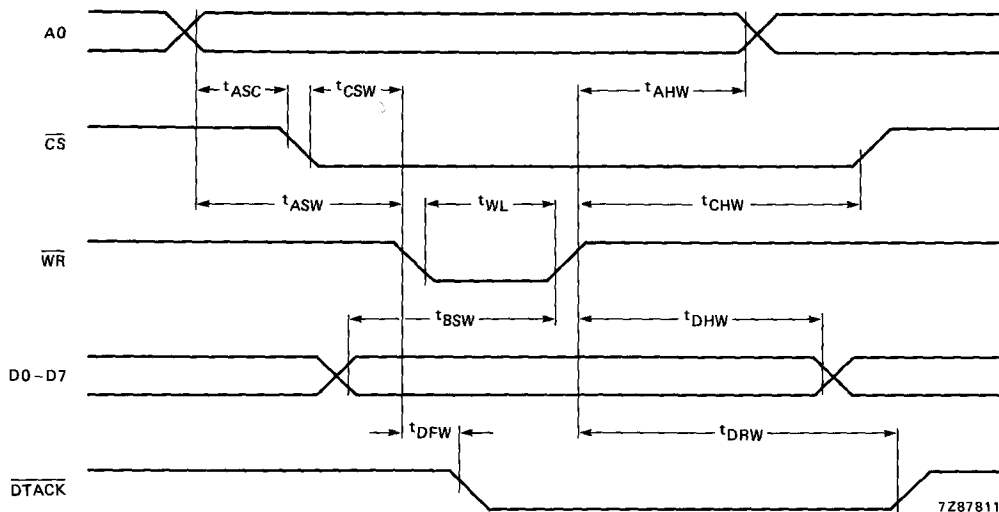 A0
tASC
tCSW
tAHW
CS
tASW
tWL
tCHW
WR
tBSW
tDHW
D0~D7
tDFW
tDRW
DTACK
7Z87811